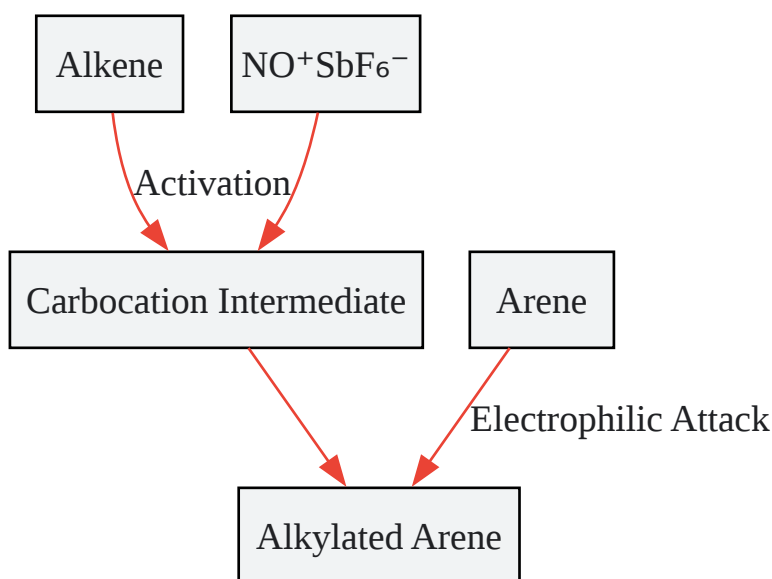 Alkene
NO⁺SbF₆⁻
Activation
Carbocation Intermediate
Arene
Electrophilic Attack
Alkylated Arene